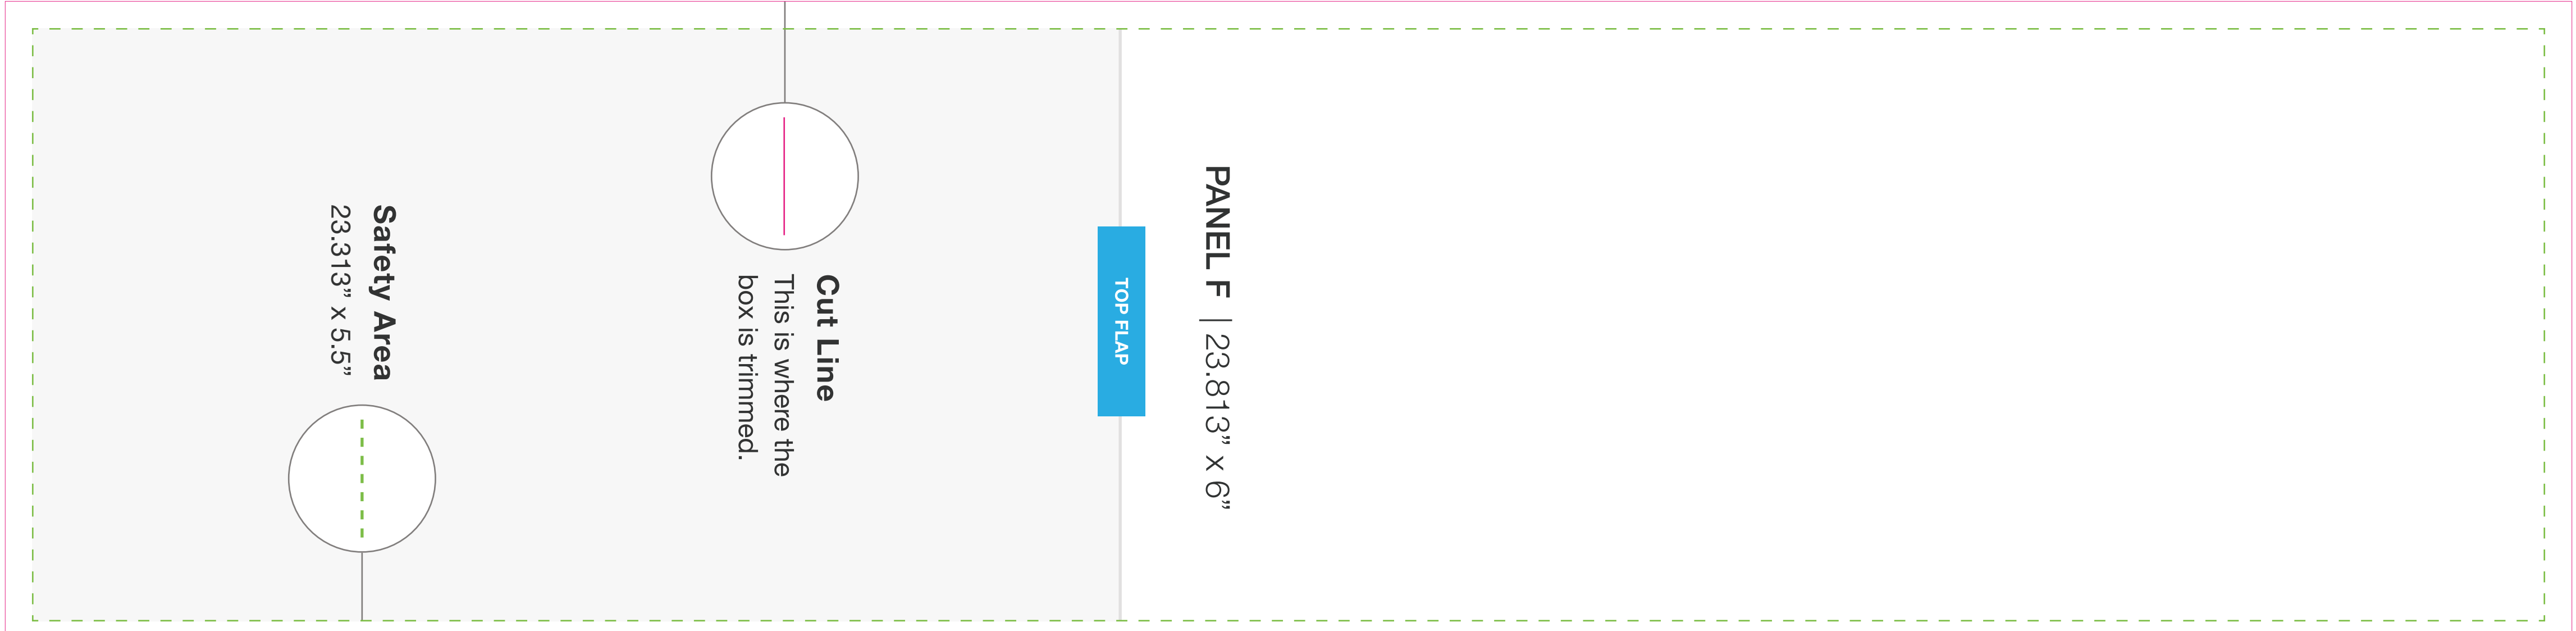 PANEL F | 23.813” x 6”
TOP FLAP
Cut Line
This is where the
box is trimmed.
Safety Area
23.313” x 5.5”